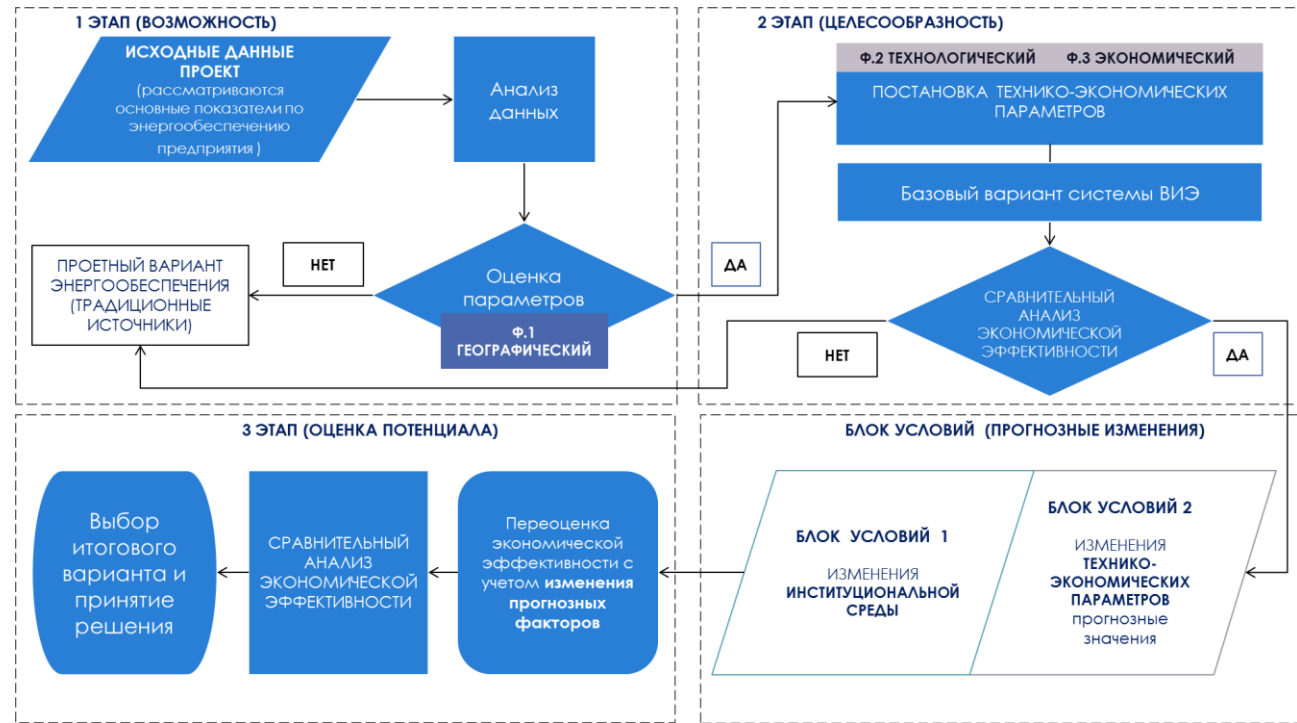 1 ЭТАП (ВОЗМОЖНОСТЬ)
ИСХОДНЫЕ ДАННЫЕ
ПРОЕКТ
(рассматриваются
основные показатели по
энергообеспечению
предприятия )
Анализ
данных
Оценка
параметров
Ф.1
ГЕОГРАФИЧЕСКИЙ
НЕТ
ПРОЕТНЫЙ ВАРИАНТ
ЭНЕРГООБЕСПЕЧЕНИЯ
(ТРАДИЦИОННЫЕ
ИСТОЧНИКИ)
ДА
2 ЭТАП (ЦЕЛЕСООБРАЗНОСТЬ)
Ф.2 ТЕХНОЛОГИЧЕСКИЙ Ф.3 ЭКОНОМИЧЕСКИЙ
ПОСТАНОВКА ТЕХНИКО-ЭКОНОМИЧЕСКИХ
ПАРАМЕТРОВ
Базовый вариант системы ВИЭ
СРАВНИТЕЛЬНЫЙ
АНАЛИЗ
ЭКОНОМИЧЕСКОЙ
ЭФФЕКТИВНОСТИ
НЕТ
ДА
БЛОК УСЛОВИЙ (ПРОГНОЗНЫЕ ИЗМЕНЕНИЯ)
БЛОК УСЛОВИЙ 1
ИЗМЕНЕНИЯ
ИНСТИТУЦИОНАЛЬНОЙ
СРЕДЫ
БЛОК УСЛОВИЙ 2
ИЗМЕНЕНИЯ
ТЕХНИКО-
ЭКОНОМИЧЕСКИХ
ПАРАМЕТРОВ
прогнозные
значения
3 ЭТАП (ОЦЕНКА ПОТЕНЦИАЛА)
Переоценка
экономической
эффективности с
учетом изменения
прогнозных
факторов
СРАВНИТЕЛЬНЫЙ
АНАЛИЗ
ЭКОНОМИЧЕСКОЙ
ЭФФЕКТИВНОСТИ
Выбор
итогового
варианта и
принятие
решения